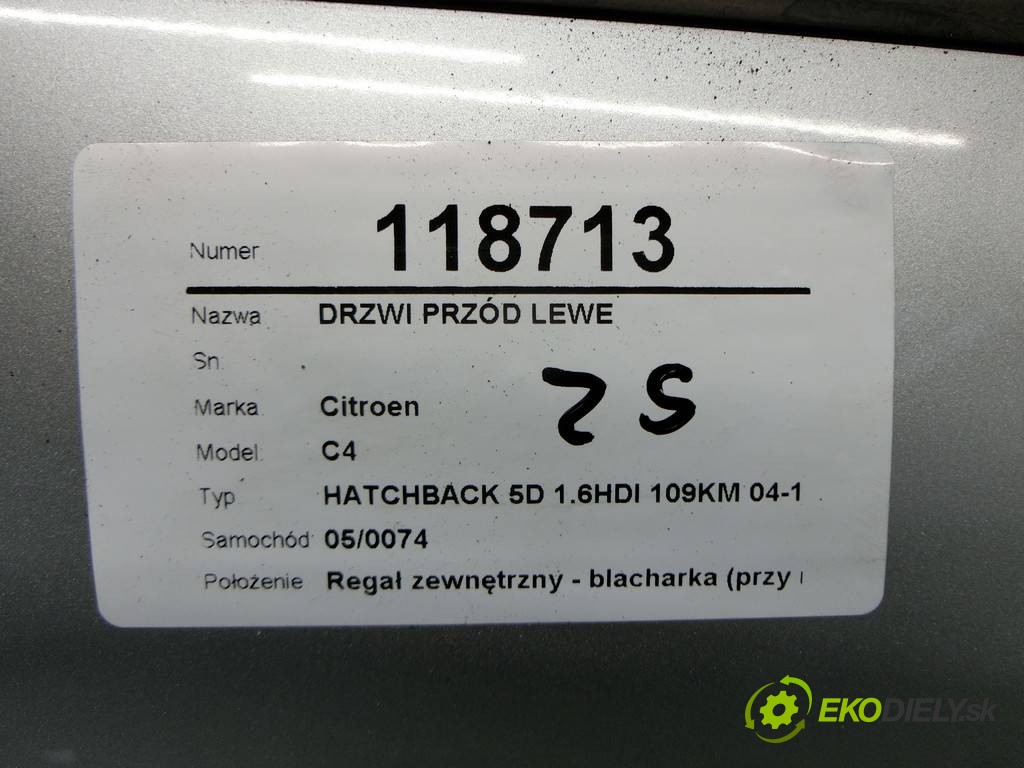 Numer 118713
Nazwa DRZWI PRZÓD LEWE
Sn.
Marka Citroen
Model C4
Typ HATCHBACK 5D 1.6HDI 109KM 04-1
Samochód 05/0074
Położenie Regał zewnętrzny - blacharka (przy
EKODIELY.sk